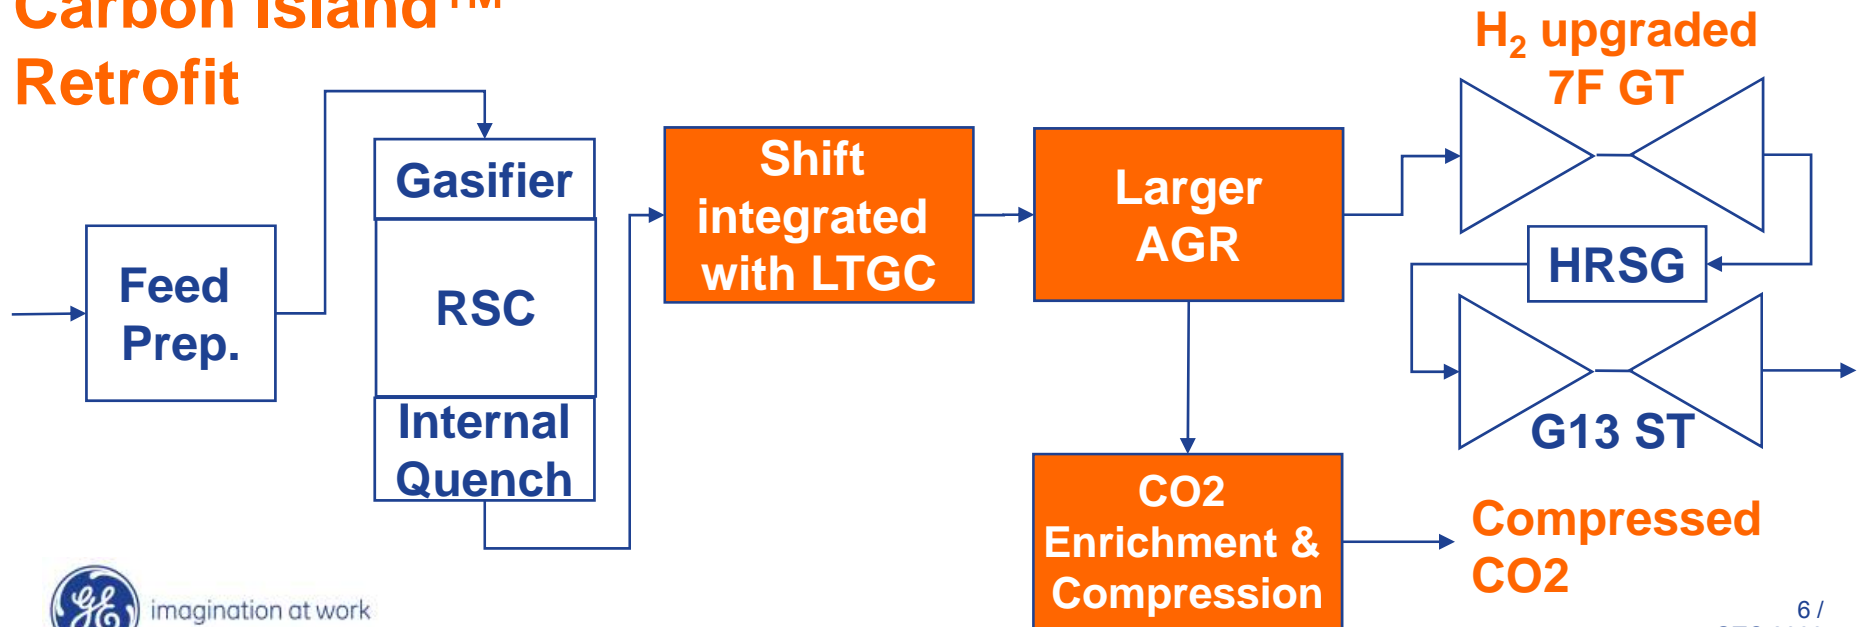 Carbon Island™
Retrofit
H₂ upgraded
7F GT
Gasifier
Shift
integrated
with LTGC
Larger
AGR
Feed
Prep.
RSC
HRSG
Internal
Quench
G13 ST
CO2
Enrichment &
Compression
Compressed
CO2
GE
imagination at work
6 /